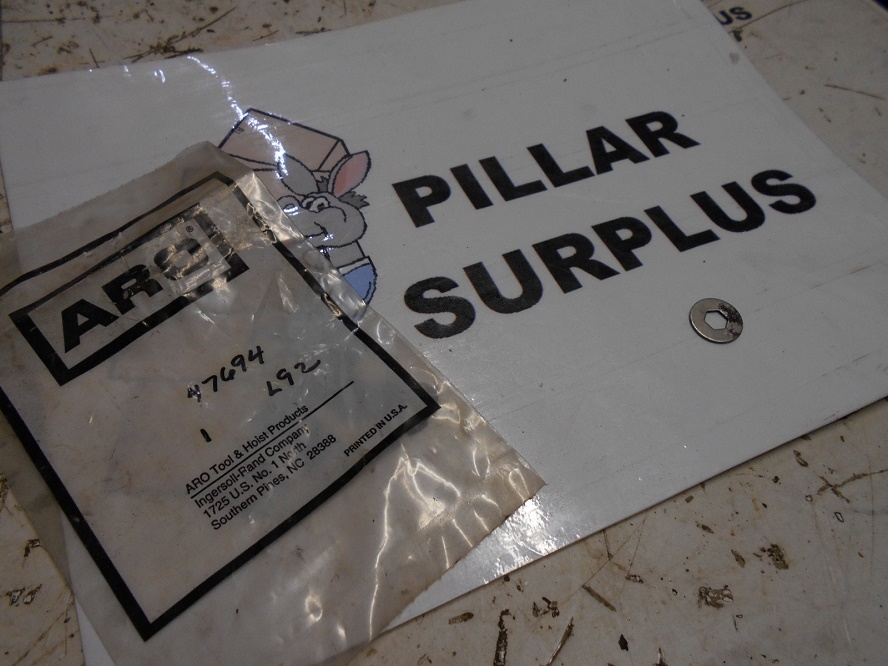 PILLAR
SURPLUS
ARO®
47694
L92
1
ARO Tool & Hoist Products
Ingersoll-Rand Company
1725 U.S. No. 1 North
Southern Pines, NC 28388
PRINTED IN U.S.A.
US